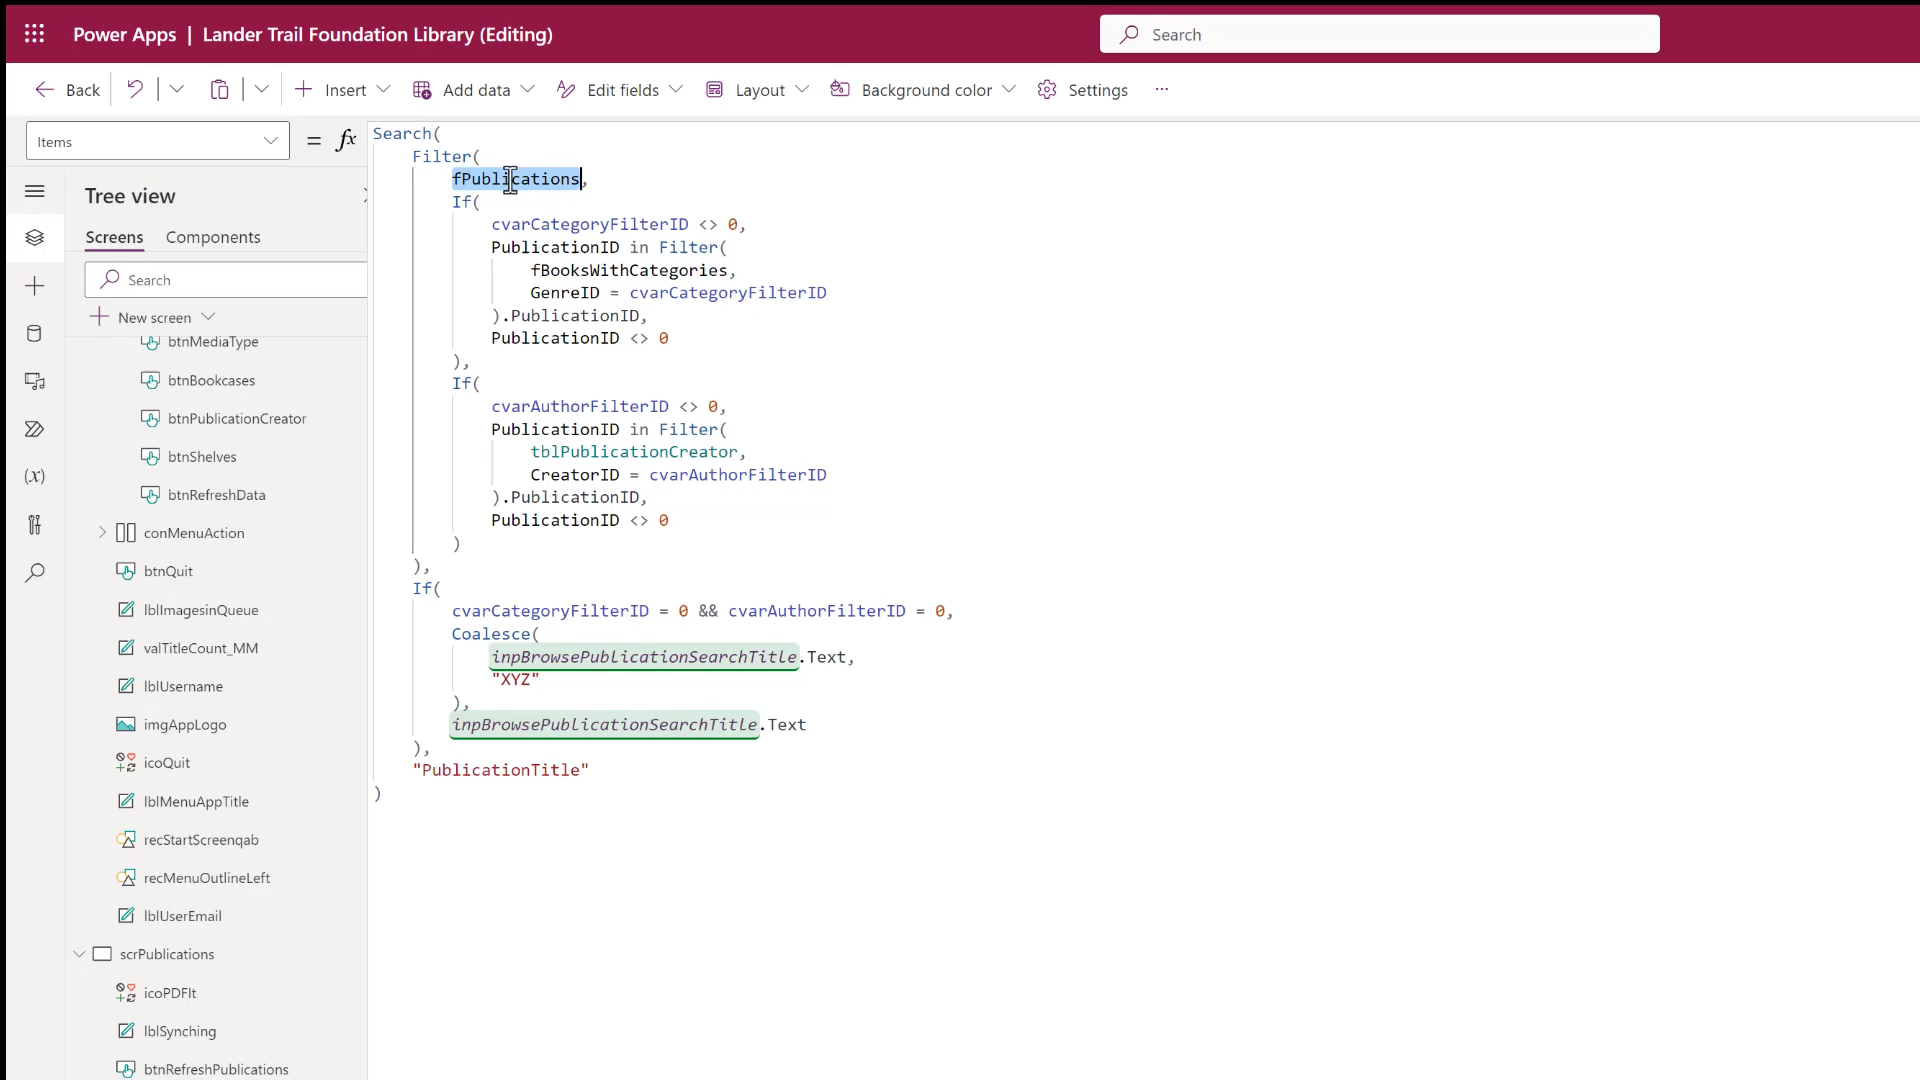 Power Apps | Lander Trail Foundation Library (Editing)
Search
Back
Insert
Add data
Edit fields
Layout
Background color
Settings
Items
= fx
Search(
Filter(
fPublications,
If(
cvarCategoryFilterID <> 0,
PublicationID in Filter(
fBooksWithCategories,
GenreID = cvarCategoryFilterID
).PublicationID,
PublicationID <> 0
),
If(
cvarAuthorFilterID <> 0,
PublicationID in Filter(
tblPublicationCreator,
CreatorID = cvarAuthorFilterID
).PublicationID,
PublicationID <> 0
)
),
If(
cvarCategoryFilterID = 0 && cvarAuthorFilterID = 0,
Coalesce(
inpBrowsePublicationSearchTitle.Text,
"XYZ"
),
inpBrowsePublicationSearchTitle.Text
),
"PublicationTitle"
)
Tree view
Screens
Components
Search
New screen
btnMediaType
btnBookcases
btnPublicationCreator
btnShelves
btnRefreshData
conMenuAction
btnQuit
lblImagesinQueue
valTitleCount_MM
lblUsername
imgAppLogo
icoQuit
lblMenuAppTitle
recStartScreenqab
recMenuOutlineLeft
lblUserEmail
scrPublications
icoPDFlt
lblSynching
btnRefreshPublications
(x)